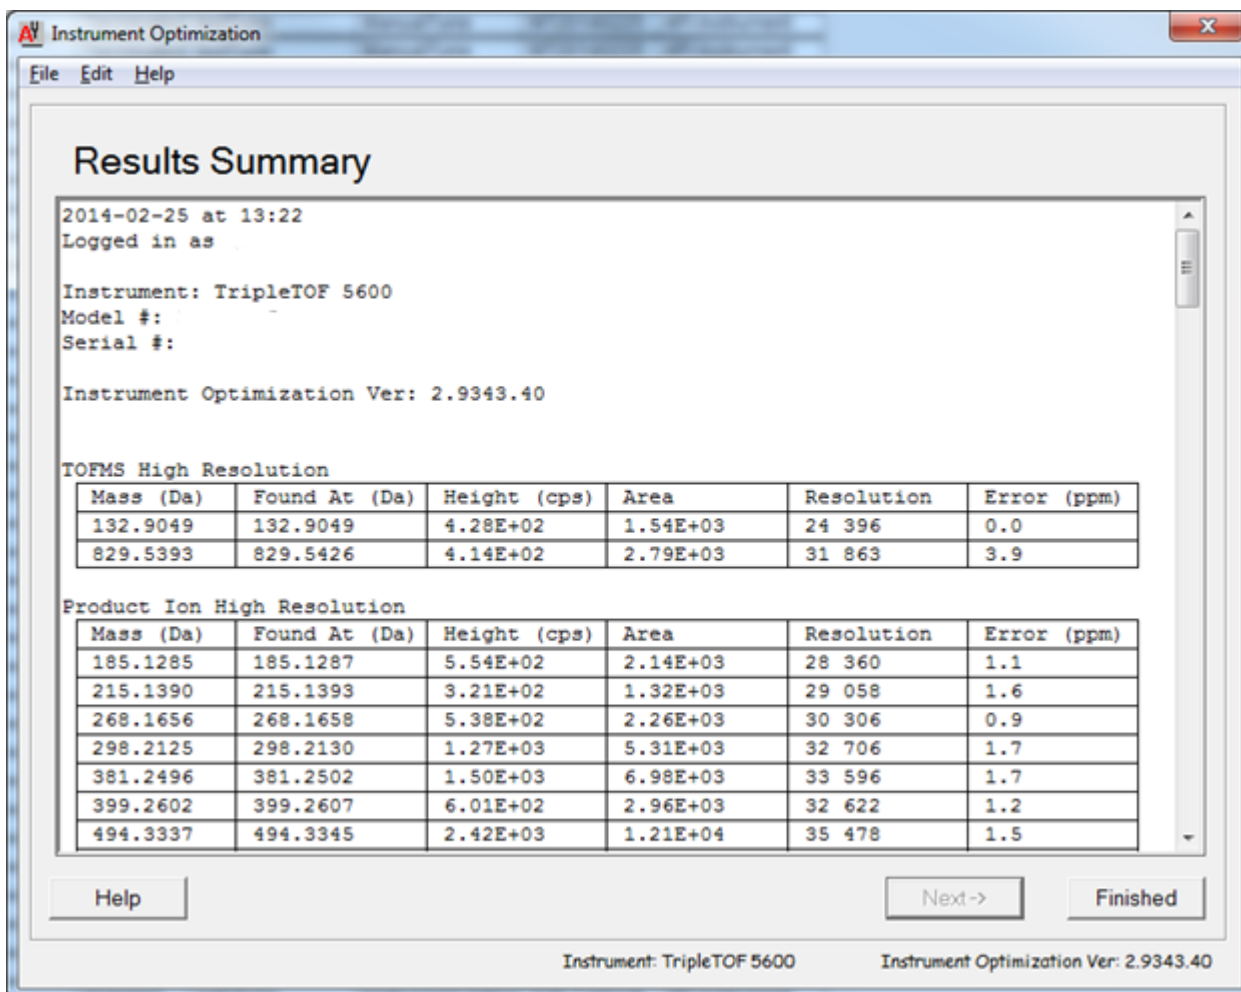 Instrument Optimization
File Edit Help
Results Summary
2014-02-25 at 13:22
Logged in as
Instrument: TripleTOF 5600
Model #:
Serial #:
Instrument Optimization Ver: 2.9343.40
TOFMS High Resolution
Mass (Da) Found At (Da) Height (cps) Area Resolution Error (ppm)
132.9049 132.9049 4.28E+02 1.54E+03 24 396 0.0
829.5393 829.5426 4.14E+02 2.79E+03 31 863 3.9
Product Ion High Resolution
Mass (Da) Found At (Da) Height (cps) Area Resolution Error (ppm)
185.1285 185.1287 5.54E+02 2.14E+03 28 360 1.1
215.1390 215.1393 3.21E+02 1.32E+03 29 058 1.6
268.1656 268.1658 5.38E+02 2.26E+03 30 306 0.9
298.2125 298.2130 1.27E+03 5.31E+03 32 706 1.7
381.2496 381.2502 1.50E+03 6.98E+03 33 596 1.7
399.2602 399.2607 6.01E+02 2.96E+03 32 622 1.2
494.3337 494.3345 2.42E+03 1.21E+04 35 478 1.5
Help Next-> Finished
Instrument: TripleTOF 5600 Instrument Optimization Ver: 2.9343.40